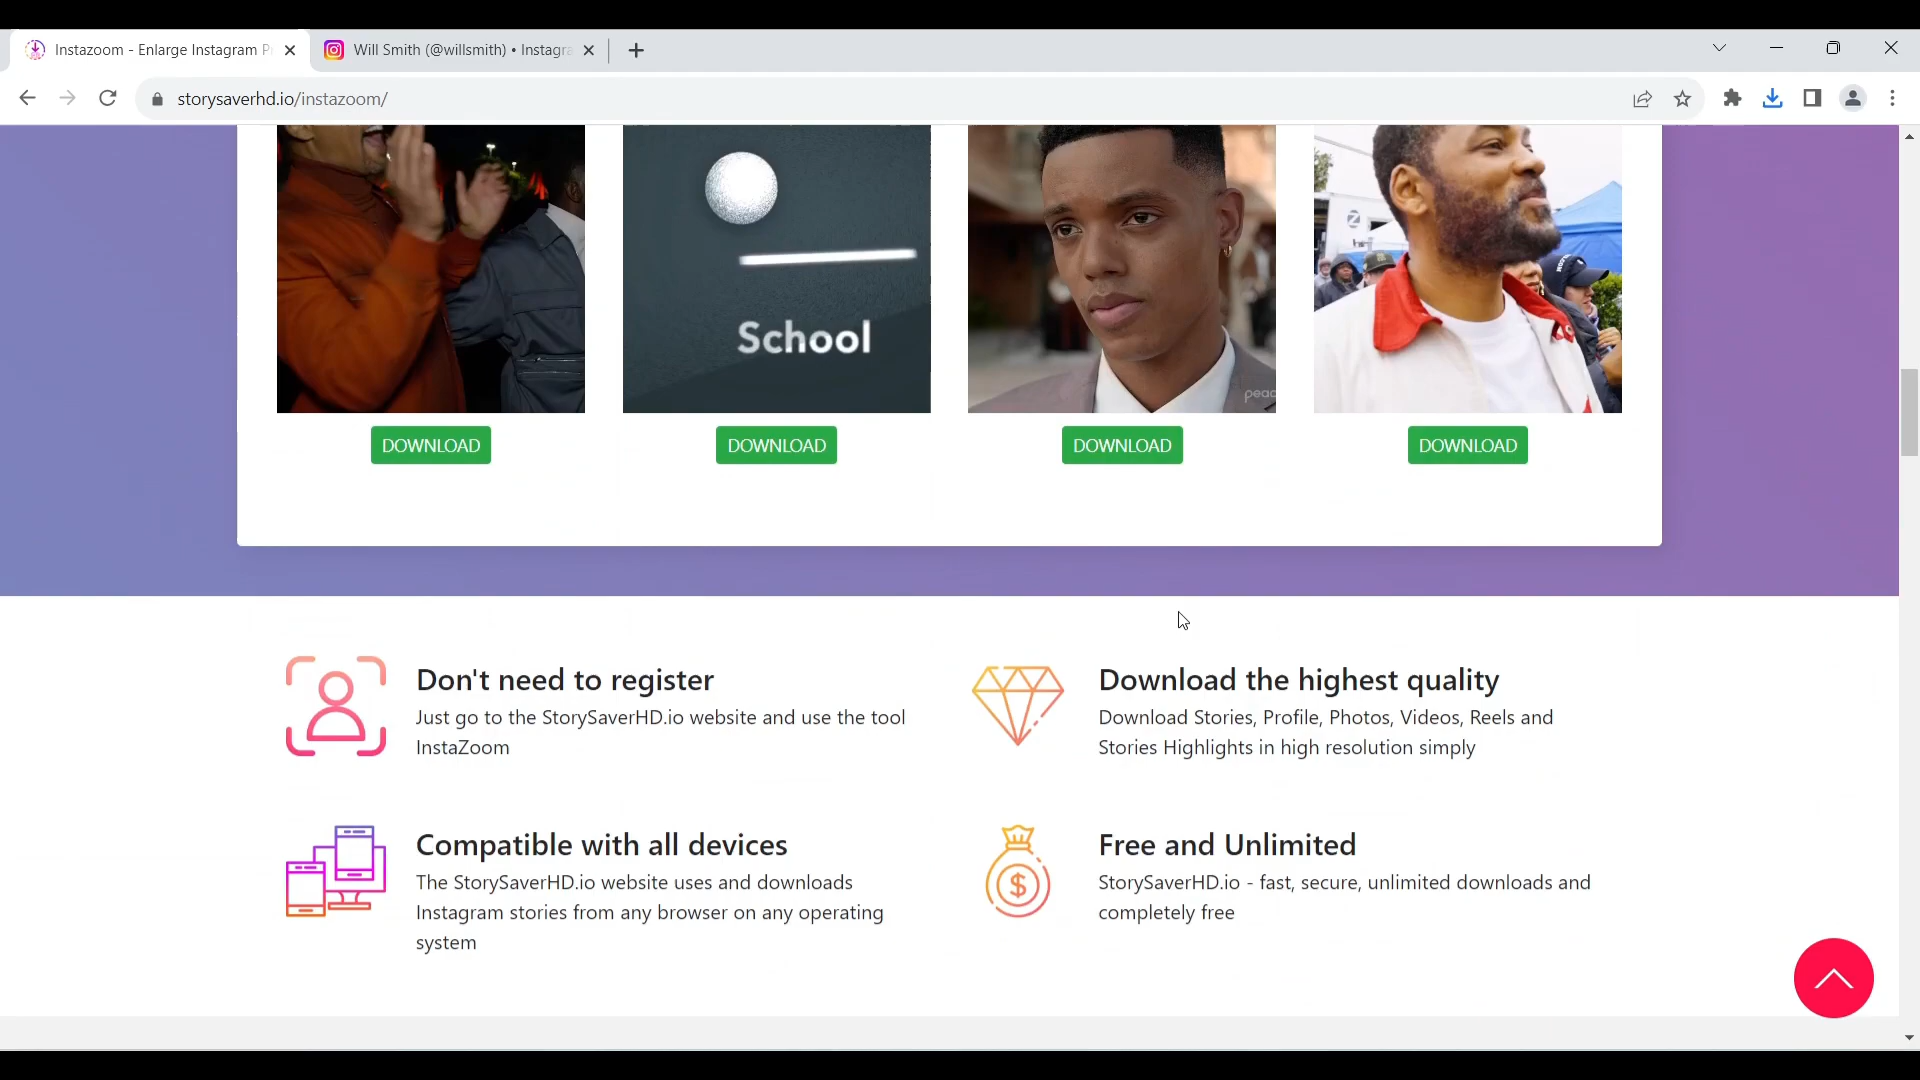 Instazoom - Enlarge Instagram P
Will Smith (@willsmith) • Instagra
storysaverhd.io/instazoom/
School
peac
DOWNLOAD
DOWNLOAD
DOWNLOAD
DOWNLOAD
Don't need to register
Just go to the StorySaverHD.io website and use the tool
InstaZoom
Download the highest quality
Download Stories, Profile, Photos, Videos, Reels and
Stories Highlights in high resolution simply
Compatible with all devices
The StorySaverHD.io website uses and downloads
Instagram stories from any browser on any operating
system
Free and Unlimited
StorySaverHD.io - fast, secure, unlimited downloads and
completely free